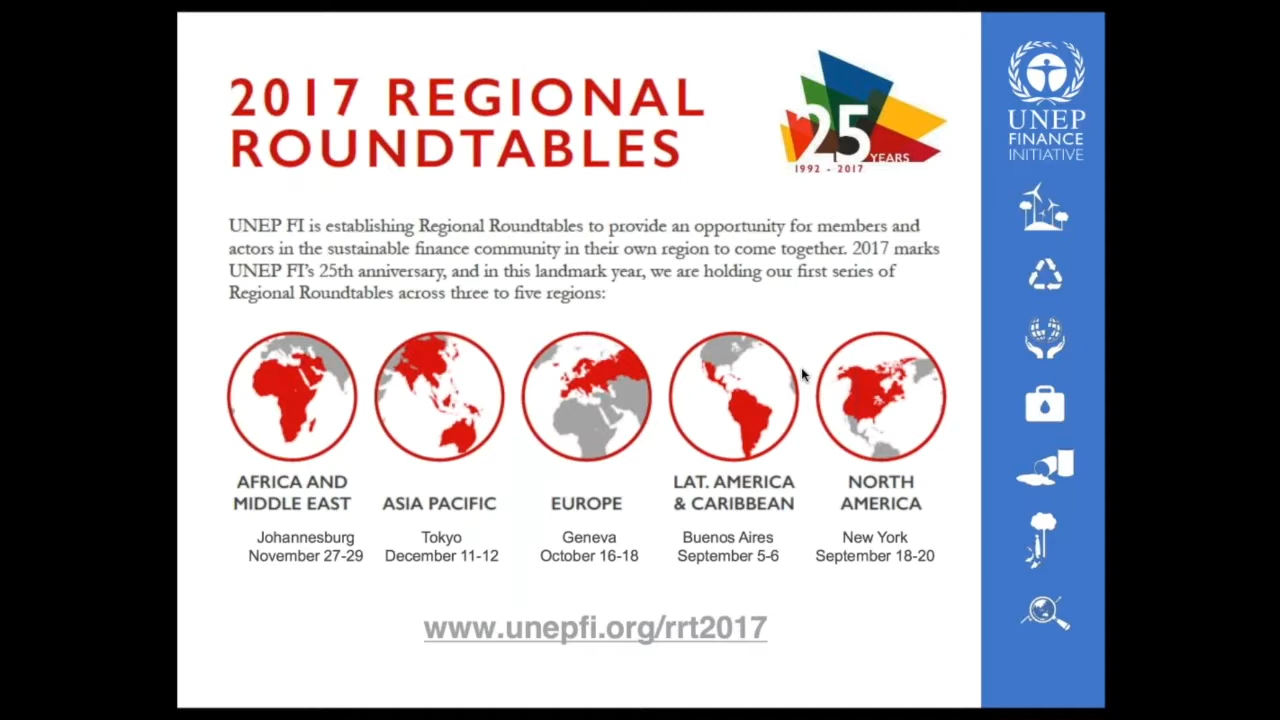 2017 REGIONAL
ROUNDTABLES
25
YEARS
1992 - 2017
UNEP
FINANCE
INITIATIVE
UNEP FI is establishing Regional Roundtables to provide an opportunity for members and
actors in the sustainable finance community in their own region to come together. 2017 marks
UNEP FI's 25th anniversary, and in this landmark year, we are holding our first series of
Regional Roundtables across three to five regions:
AFRICA AND
MIDDLE EAST
Johannesburg
November 27-29
ASIA PACIFIC
Tokyo
December 11-12
EUROPE
Geneva
October 16-18
LAT. AMERICA
& CARIBBEAN
Buenos Aires
September 5-6
NORTH
AMERICA
New York
September 18-20
www.unepfi.org/rrt2017